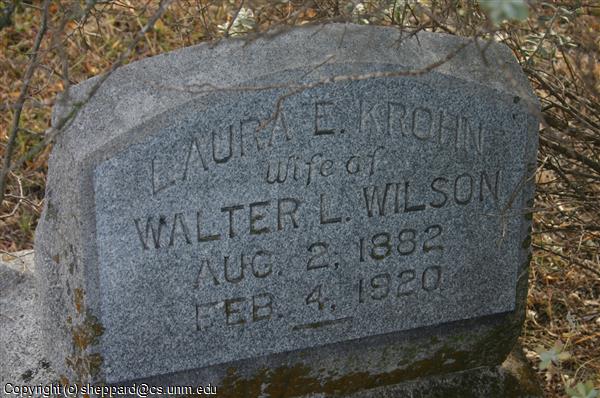 LAURA E. KROHN
Wife of
WALTER L. WILSON
AUG. 2, 1882
FEB. 4, 1920
Copyright (c) sheppard@cs.unm.edu